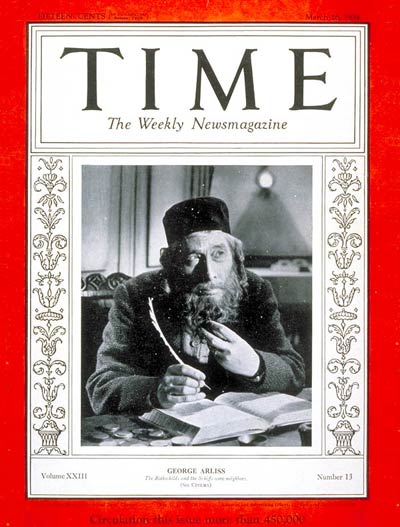 FIFTEEN CENTS
March 26, 1934
TIME
The Weekly Newsmagazine
Volume XXIII
GEORGE ARLISS
The Rothschilds and the Schiffs were neighbors.
(See CINEMA)
Number 13
Circulation this issue more than 450,000